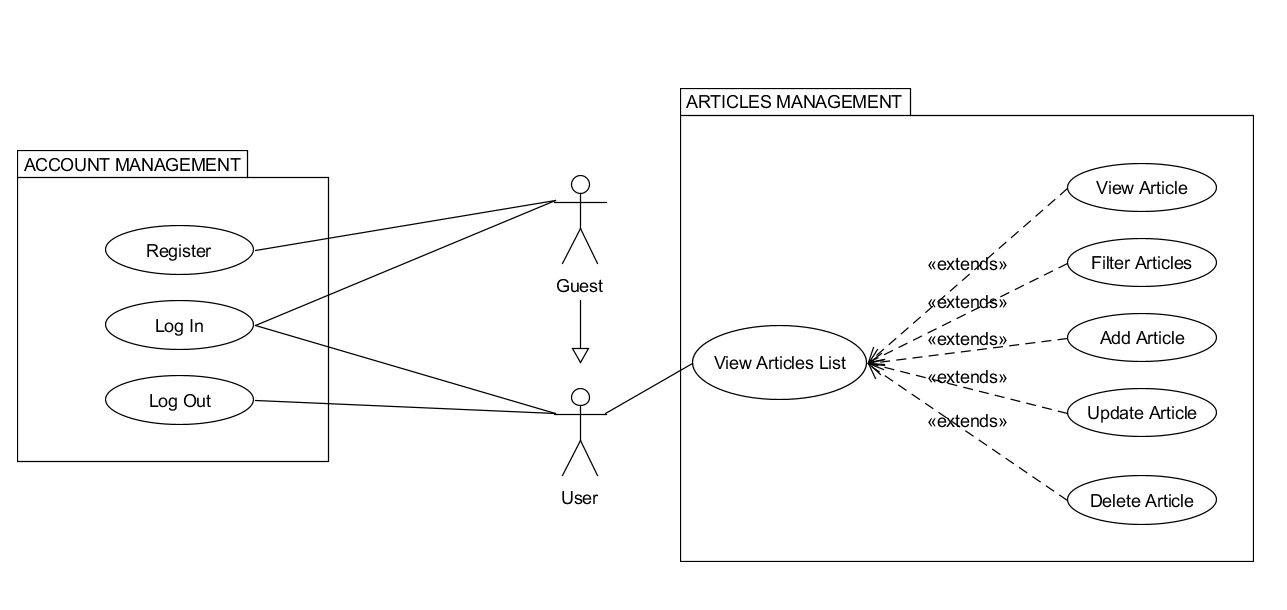 ACCOUNT MANAGEMENT
Register
Log In
Log Out
Guest
User
ARTICLES MANAGEMENT
View Articles List
«extends»
«extends»
«extends»
«extends»
«extends»
View Article
Filter Articles
Add Article
Update Article
Delete Article